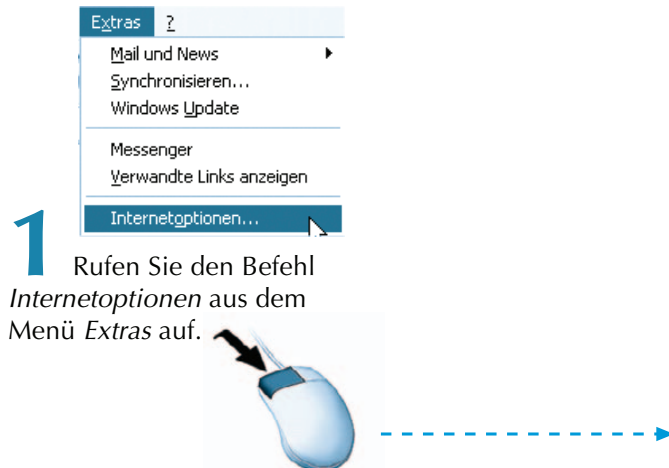 Extras ?
Mail und News
Synchronisieren...
Windows Update
Messenger
Verwandte Links anzeigen
Internetoptionen...
1 Rufen Sie den Befehl
Internetoptionen aus dem
Menü Extras auf.